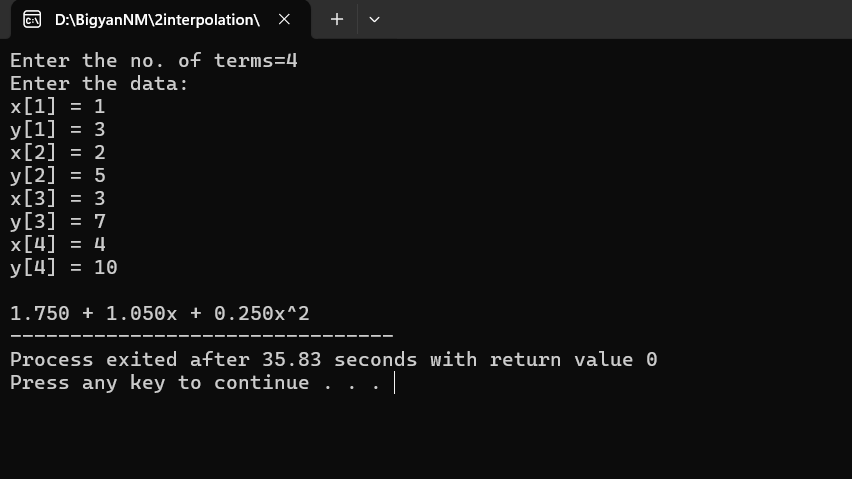 D:\BigyanNM\2interpolation\
Enter the no. of terms=4
Enter the data:
x[1] = 1
y[1] = 3
x[2] = 2
y[2] = 5
x[3] = 3
y[3] = 7
x[4] = 4
y[4] = 10
1.750 + 1.050x + 0.250x^2
--------------------------------
Process exited after 35.83 seconds with return value 0
Press any key to continue . . .